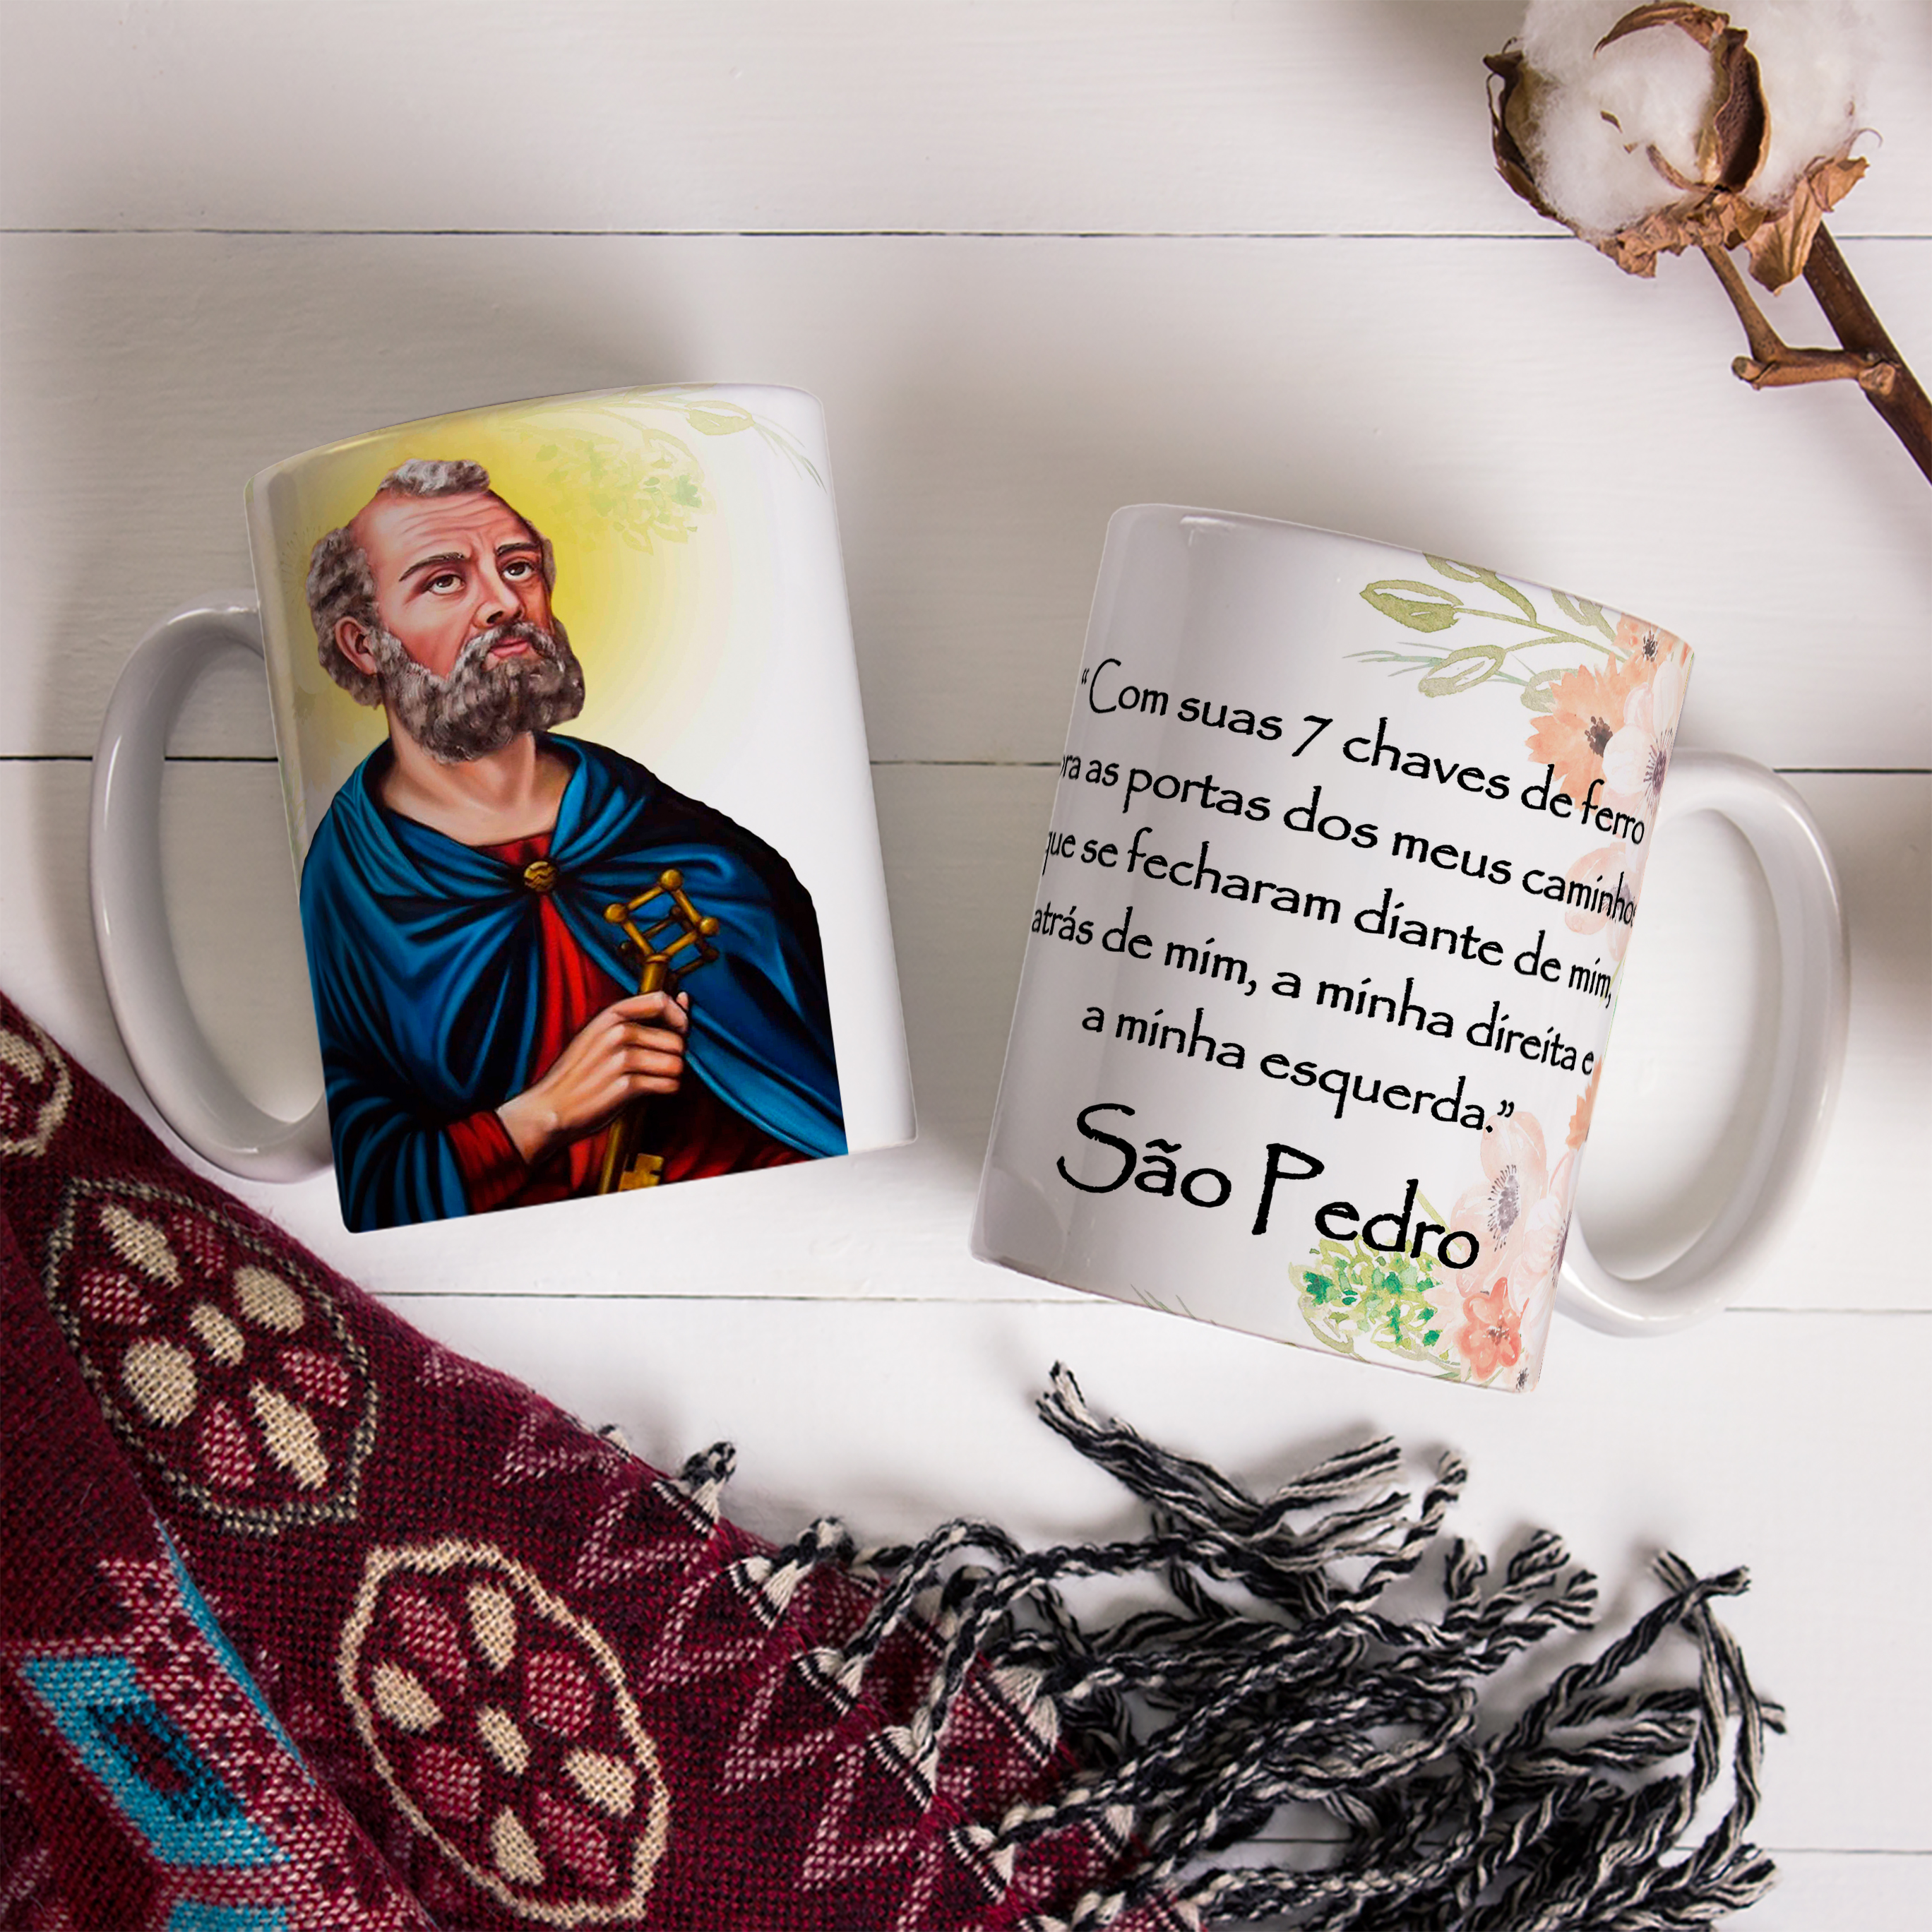 “Com suas 7 chaves de ferro
as portas dos meus caminhos
que se fecharam diante de mim,
atrás de mim, a minha direita e
a minha esquerda.”
São Pedro